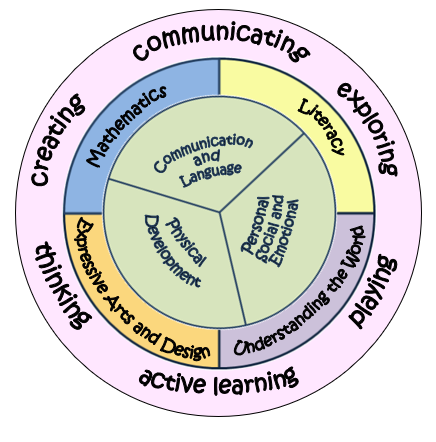 communicating
exploring
playing
active learning
thinking
creating
Mathematics
Literacy
Understanding the World
Expressive Arts and Design
Communication
and
Language
Personal
Social and
Emotional
Physical
Development